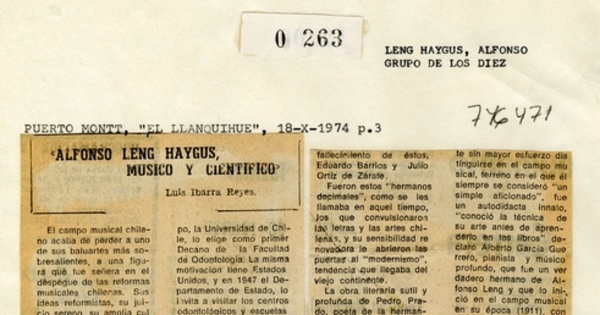 0 263
LENG HAYGUS, ALFONSO
GRUPO DE LOS DIEZ
746471
PUERTO MONTT, "EL LLANQUIHUE", 18-X-1974 p.3
"ALFONSO LENG HAYGUS,
MUSICO Y CIENTIFICO"
Luis Ibarra Reyes.
El campo musical chile-
no acaba de perder a uno
de sus baluartes más so-
bresalientes, a una figu-
rá qué fue señera en el
despegue de las reformas
musicales chilenas. Sus
ideas reformistas, su jui-
cio sereno, su amplia cul
po, la Universidad de Chi-
le, lo elige como primer
Decano de la Facultad
de Odontología. La misma
motivación tiene Estados
Unidos, y en 1947 el De-
partamento de Estado, lo
invita a visitar los centros
odontológicos y escuelas
fallecimiento de éstos,
Eduardo Barrios y Julio
Ortiz de Zárate.
Fueron estos "hermanos
decimales", como se les
llamaba en aquel tiempo,
los que convulsionaron
las letras y las artes chile-
nas, y su sensibilidad re
novadora le abrieron las
puertas al "modernismo",
tendencia que llegaba del
viejo continente.
La obra literaria sutil y
profunda de Pedro Pra-
do, poeta de la herman-
te sin mayor esfuerzo dis
tinguirse en el campo mu
sical, terreno en el que él
siempre se consideró "un
simple aficionado", fue
un autodidacta innato,
"conoció la técnica de
su arte antes de apren-
derlo en los libros" de-
claro Alberto García Gue
rrero, pianista y músico
profundo, que fue un ver
dadero hermano de Al-
fonso Leng y que lo ini-
ció en el campo musical
en su época (1911), con